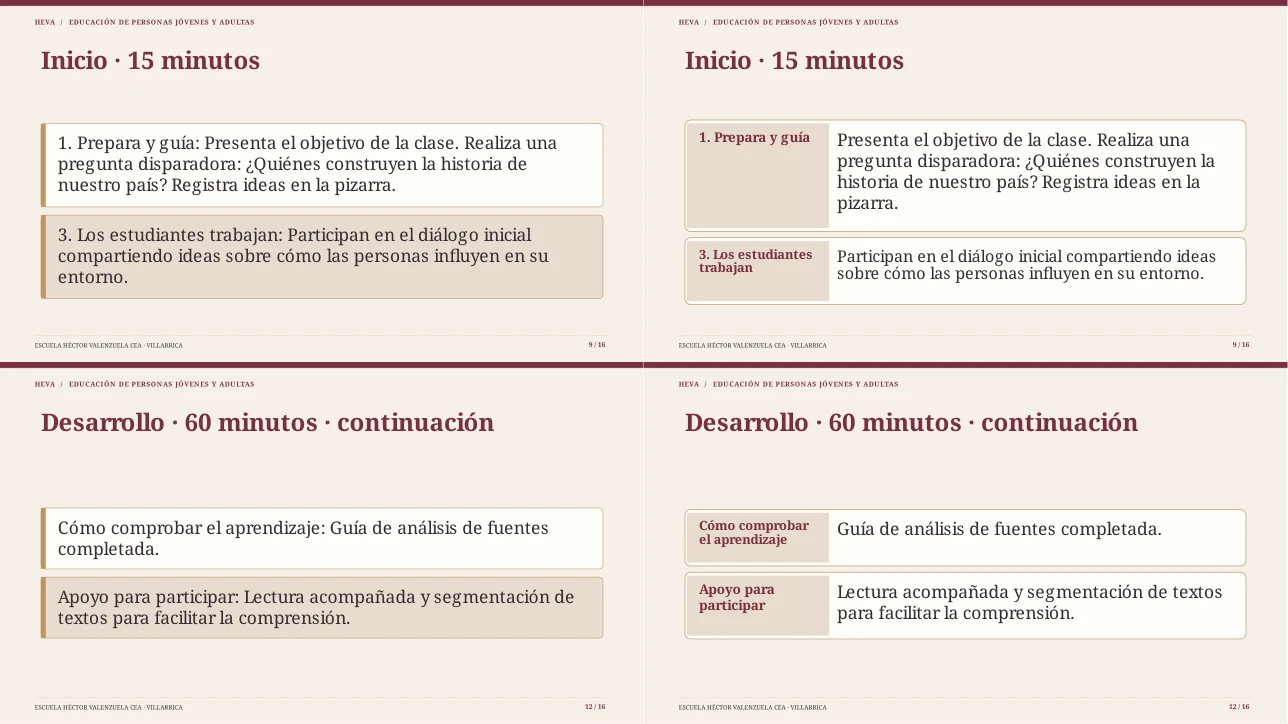 HEVA / EDUCACIÓN DE PERSONAS JÓVENES Y ADULTAS
Inicio · 15 minutos
1. Prepara y guía: Presenta el objetivo de la clase. Realiza una
pregunta disparadora: ¿Quiénes construyen la historia de
nuestro país? Registra ideas en la pizarra.
3. Los estudiantes trabajan: Participan en el diálogo inicial
compartiendo ideas sobre cómo las personas influyen en su
entorno.
ESCUELA HÉCTOR VALENZUELA CEA · VILLARRICA
9 / 16
HEVA / EDUCACIÓN DE PERSONAS JÓVENES Y ADULTAS
Inicio · 15 minutos
1. Prepara y guía
Presenta el objetivo de la clase. Realiza una
pregunta disparadora: ¿Quiénes construyen la
historia de nuestro país? Registra ideas en la
pizarra.
3. Los estudiantes
trabajan
Participan en el diálogo inicial compartiendo ideas
sobre cómo las personas influyen en su entorno.
ESCUELA HÉCTOR VALENZUELA CEA · VILLARRICA
9 / 16
HEVA / EDUCACIÓN DE PERSONAS JÓVENES Y ADULTAS
Desarrollo · 60 minutos · continuación
Cómo comprobar el aprendizaje: Guía de análisis de fuentes
completada.
Apoyo para participar: Lectura acompañada y segmentación de
textos para facilitar la comprensión.
ESCUELA HÉCTOR VALENZUELA CEA · VILLARRICA
12 / 16
HEVA / EDUCACIÓN DE PERSONAS JÓVENES Y ADULTAS
Desarrollo · 60 minutos · continuación
Cómo comprobar
el aprendizaje
Guía de análisis de fuentes completada.
Apoyo para
participar
Lectura acompañada y segmentación de textos
para facilitar la comprensión.
ESCUELA HÉCTOR VALENZUELA CEA · VILLARRICA
12 / 16